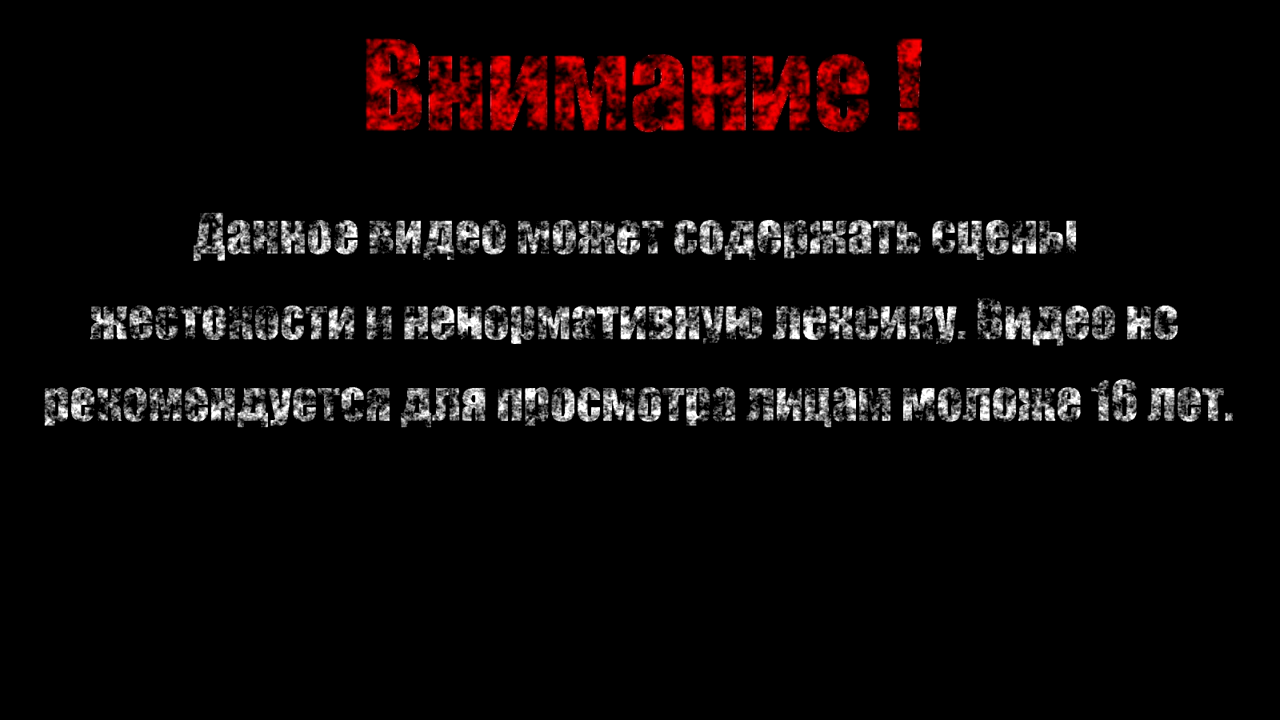 Внимание !
Данное видео может содержать сцены
жестокости и ненормативную лексику. Видео не
рекомендуется для просмотра лицам моложе 16 лет.